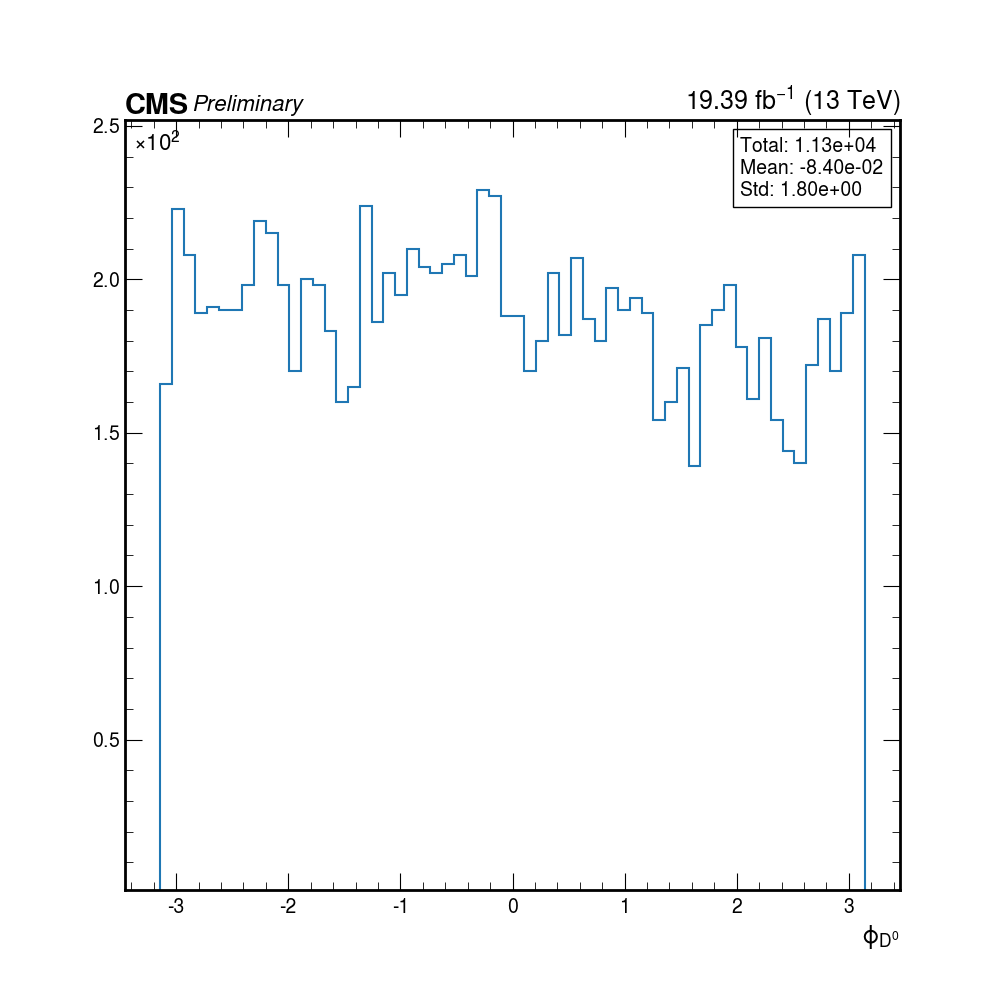 CMS Preliminary 19.39 fb⁻¹ (13 TeV)
×10²
Total: 1.13e+04
Mean: -8.40e-02
Std: 1.80e+00
2.5
2.0
1.5
1.0
0.5
-3 -2 -1 0 1 2 3
ϕ_D⁰